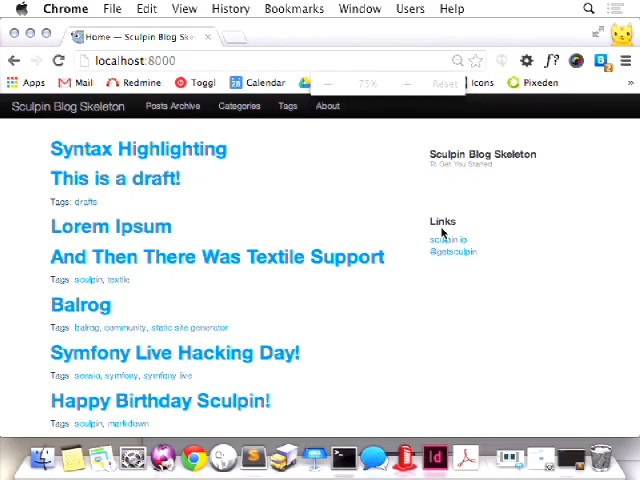 Chrome File Edit View History Bookmarks Window Users Help
Home — Sculpin Blog Skel
localhost:8000
Apps Mail Redmine Toggl Calendar Icons Pixeden »
75% Reset
Sculpin Blog Skeleton Posts Archive Categories Tags About
Syntax Highlighting
This is a draft!
Tags: drafts
Lorem Ipsum
And Then There Was Textile Support
Tags: sculpin, textile
Balrog
Tags: balrog, community, static site generator
Symfony Live Hacking Day!
Tags: sensio, symfony, symfony live
Happy Birthday Sculpin!
Tags: sculpin, markdown
Sculpin Blog Skeleton
To Get You Started
Links
sculpin.io
@getsculpin